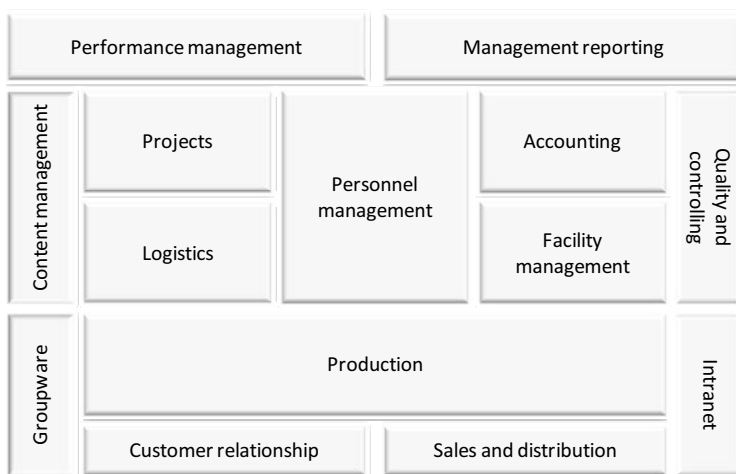 Performance management
Management reporting
Content management
Projects
Personnel
management
Accounting
Quality and
controlling
Logistics
Facility
management
Groupware
Production
Intranet
Customer relationship
Sales and distribution